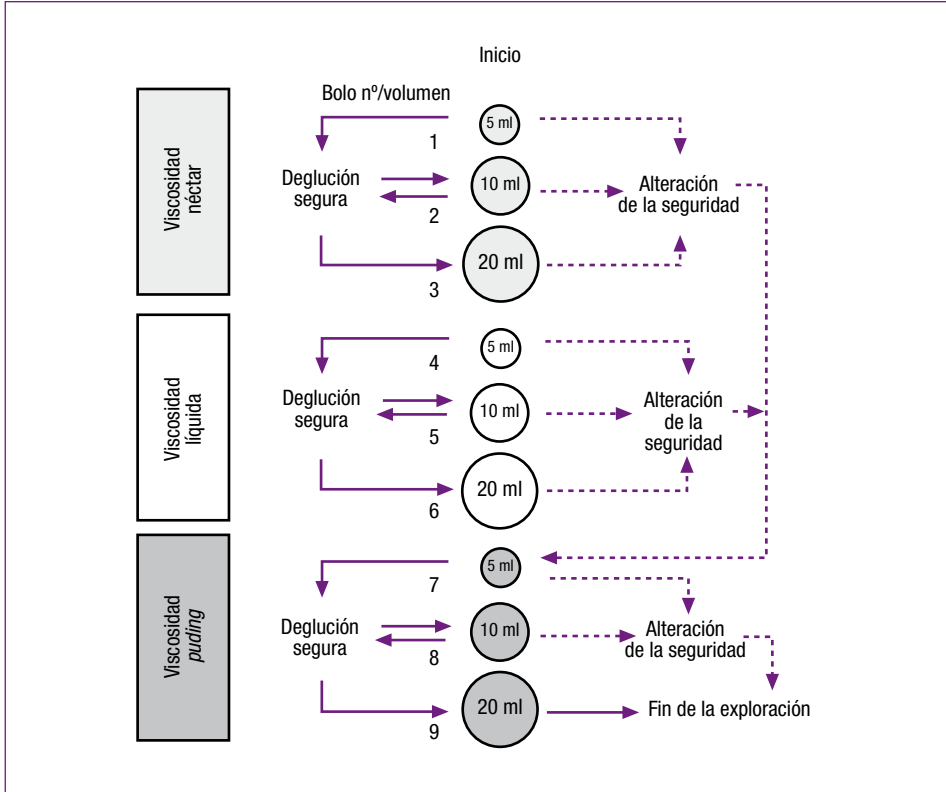 Inicio
Bolo nº/volumen
Viscosidad
néctar
5 ml
1
Deglución
segura
10 ml
2
Alteración
de la seguridad
20 ml
3
Viscosidad
líquida
5 ml
4
Deglución
segura
10 ml
5
Alteración
de la
seguridad
20 ml
6
Viscosidad
puding
5 ml
7
Deglución
segura
10 ml
8
Alteración
de la seguridad
20 ml
9
Fin de la exploración